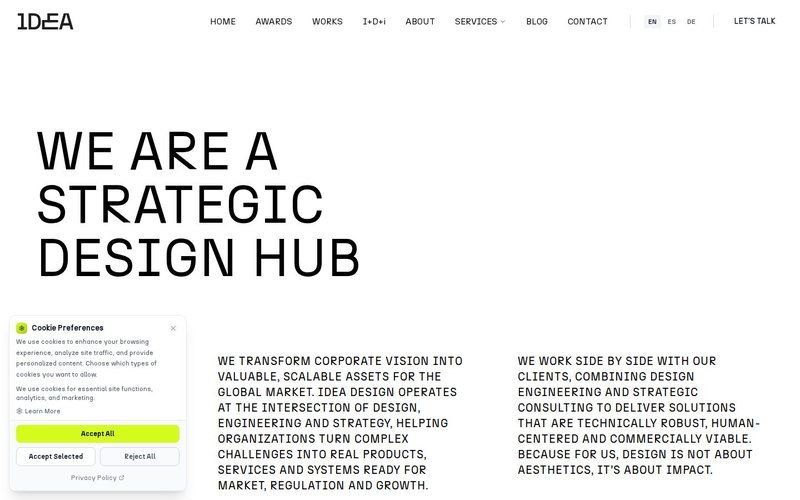 IDEA
HOME AWARDS WORKS I+D+i ABOUT SERVICES BLOG CONTACT EN ES DE LET'S TALK
WE ARE A
STRATEGIC
DESIGN HUB
Cookie Preferences
We use cookies to enhance your browsing
experience, analyze site traffic, and provide
personalized content. Choose which types of
cookies you want to allow.
We use cookies for essential site functions,
analytics, and marketing.
Learn More
Accept All
Accept Selected Reject All
Privacy Policy
WE TRANSFORM CORPORATE VISION INTO
VALUABLE, SCALABLE ASSETS FOR THE
GLOBAL MARKET. IDEA DESIGN OPERATES
AT THE INTERSECTION OF DESIGN,
ENGINEERING AND STRATEGY, HELPING
ORGANIZATIONS TURN COMPLEX
CHALLENGES INTO REAL PRODUCTS,
SERVICES AND SYSTEMS READY FOR
MARKET, REGULATION AND GROWTH.
WE WORK SIDE BY SIDE WITH OUR
CLIENTS, COMBINING DESIGN
ENGINEERING AND STRATEGIC
CONSULTING TO DELIVER SOLUTIONS
THAT ARE TECHNICALLY ROBUST, HUMAN-
CENTERED AND COMMERCIALLY VIABLE.
BECAUSE FOR US, DESIGN IS NOT ABOUT
AESTHETICS, IT'S ABOUT IMPACT.